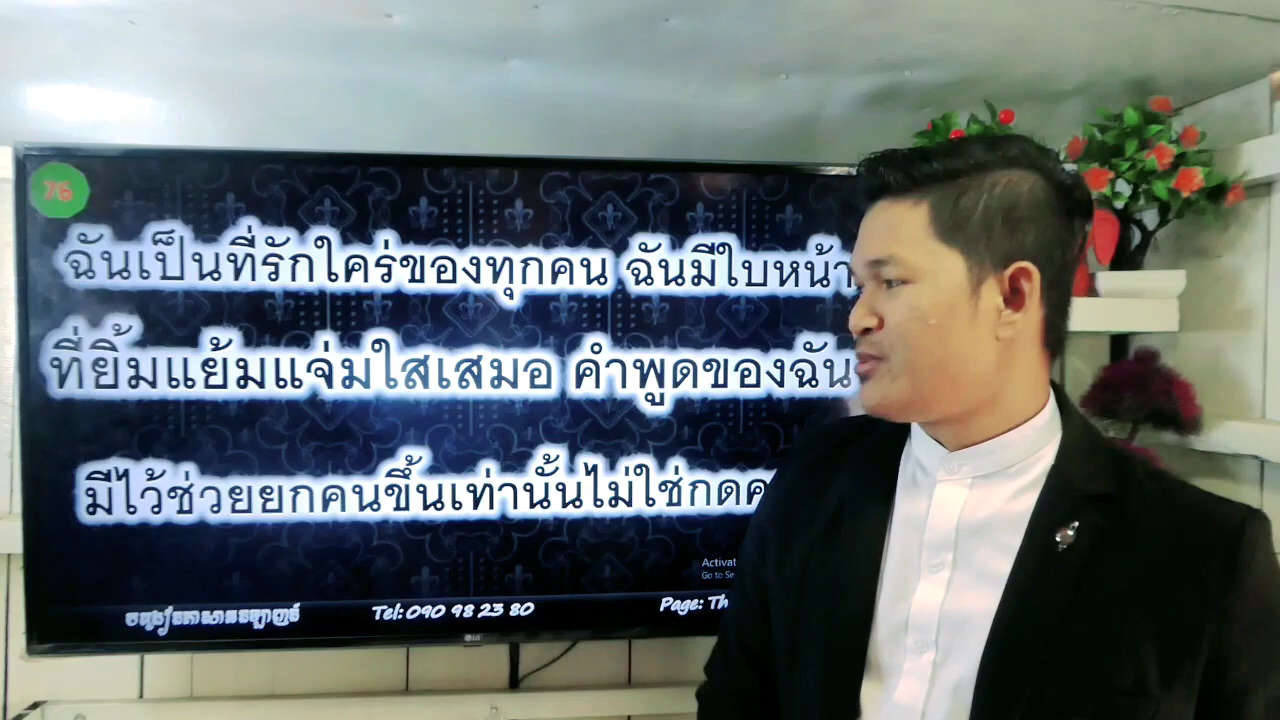 76
ฉันเป็นที่รักใคร่ของทุกคน ฉันมีใบหน้า
ที่ยิ้มแย้มแจ่มใสเสมอ คำพูดของฉัน
มีไว้ช่วยยกคนขึ้นเท่านั้นไม่ใช่กด
Activat
Go to Se
Tel: 090 98 23 80
Page: Th
LG